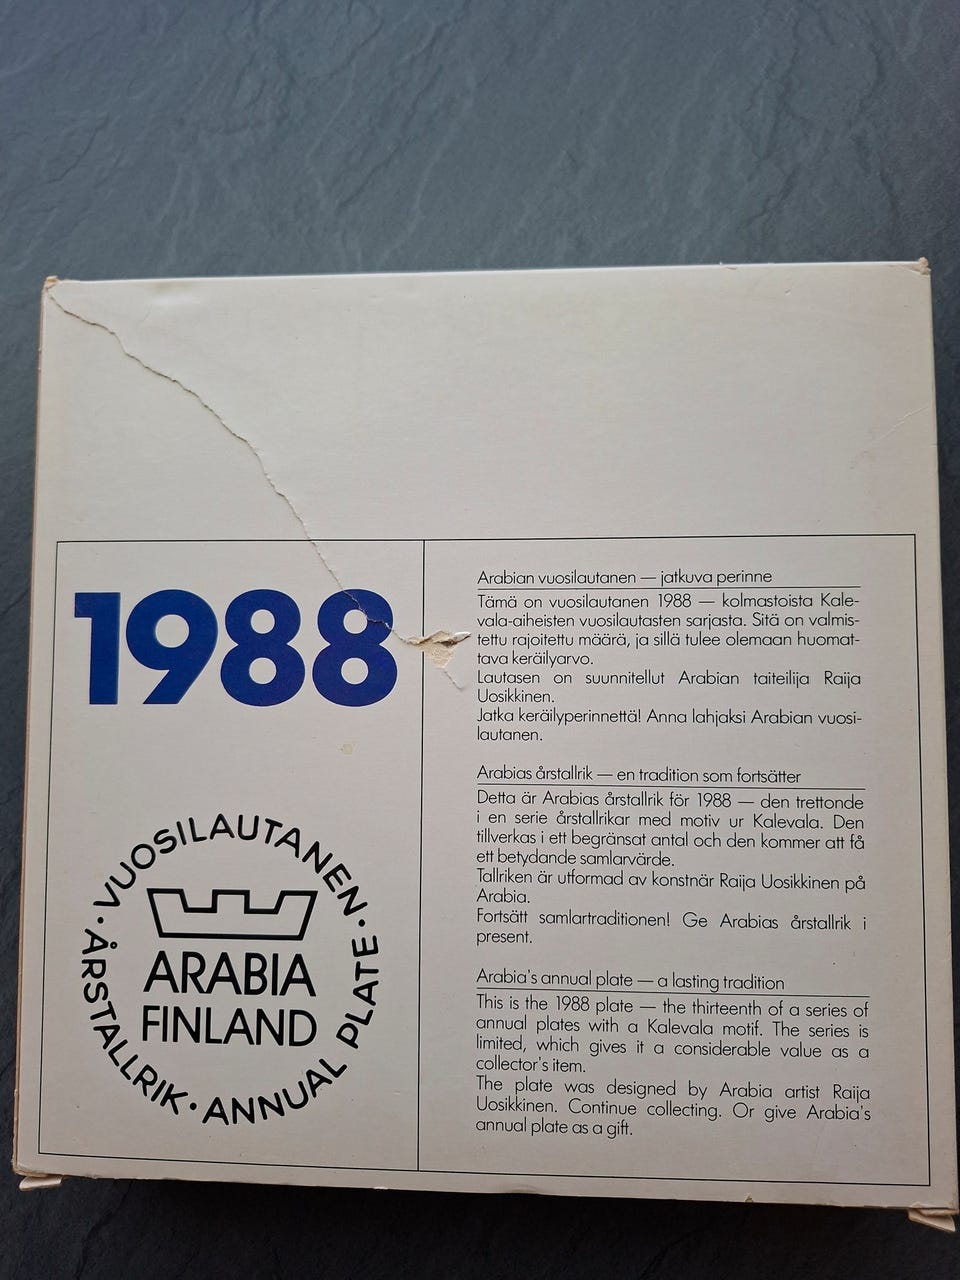 1988
· VUOSILAUTANEN · ANNUAL PLATE · ÅRSTALLRIK
ARABIA
FINLAND
Arabian vuosilautanen — jatkuva perinne
Tämä on vuosilautanen 1988 — kolmastoista Kale-
vala-aiheisten vuosilautasten sarjasta. Sitä on valmis-
tettu rajoitettu määrä, ja sillä tulee olemaan huomat-
tava keräilyarvo.
Lautasen on suunnitellut Arabian taiteilija Raija
Uosikkinen.
Jatka keräilyperinnettä! Anna lahjaksi Arabian vuosi-
lautanen.
Arabias årstallrik — en tradition som fortsätter
Detta är Arabias årstallrik för 1988 — den trettonde
i en serie årstallrikar med motiv ur Kalevala. Den
tillverkas i ett begränsat antal och den kommer att få
ett betydande samlarvärde.
Tallriken är utformad av konstnär Raija Uosikkinen på
Arabia.
Fortsätt samlartraditionen! Ge Arabias årstallrik i
present.
Arabia's annual plate — a lasting tradition
This is the 1988 plate — the thirteenth of a series of
annual plates with a Kalevala motif. The series is
limited, which gives it a considerable value as a
collector's item.
The plate was designed by Arabia artist Raija
Uosikkinen. Continue collecting. Or give Arabia's
annual plate as a gift.